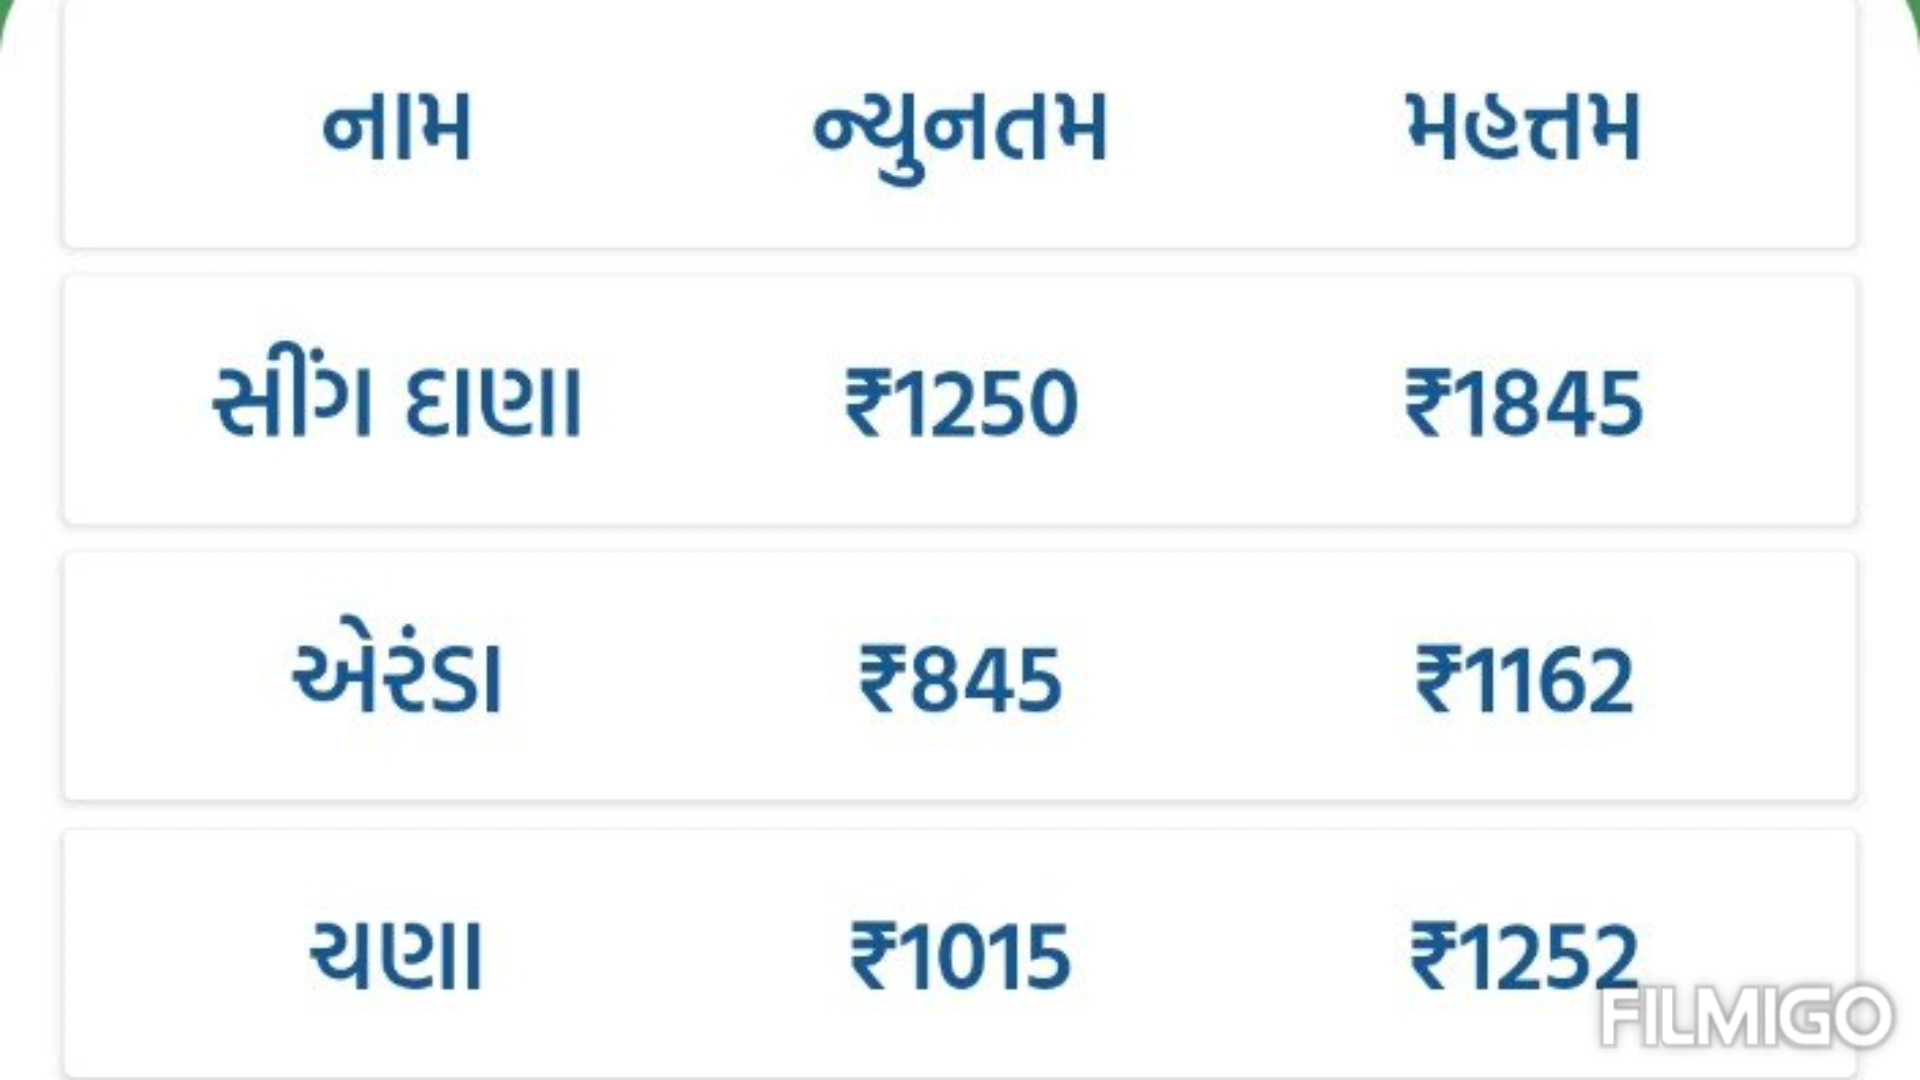 નામ ન્યુનતમ મહત્તમ
સીંગ દાણા ₹1250 ₹1845
એરંડા ₹845 ₹1162
ચણા ₹1015 ₹1252
FILMIGO